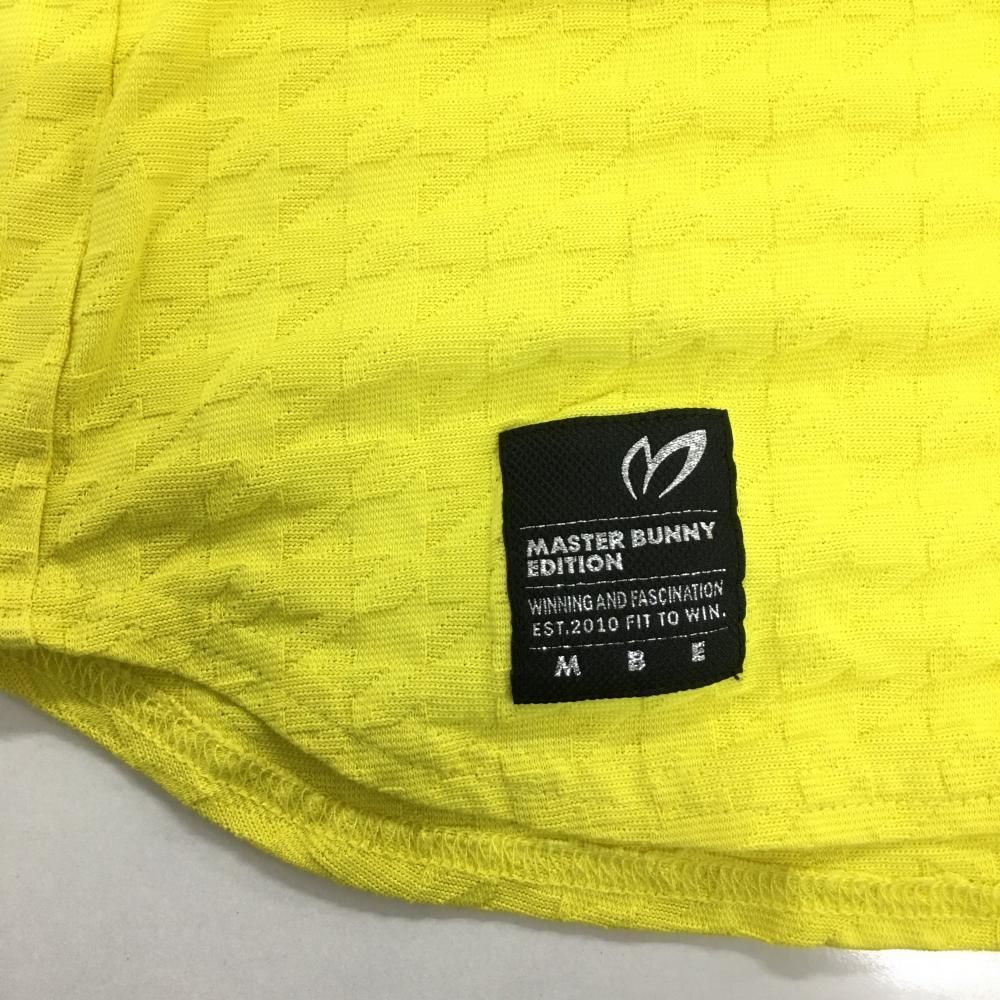 MASTER BUNNY
EDITION
WINNING AND FASCINATION
EST.2010 FIT TO WIN.
M B E